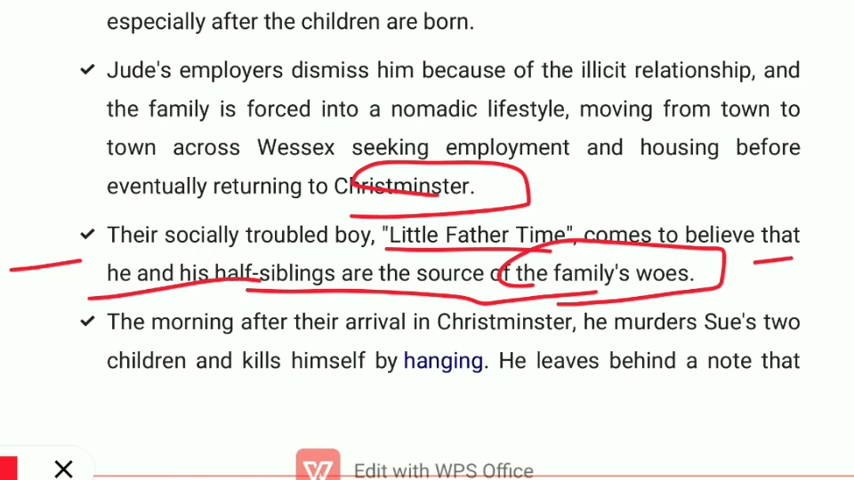 especially after the children are born.
✓ Jude's employers dismiss him because of the illicit relationship, and
the family is forced into a nomadic lifestyle, moving from town to
town across Wessex seeking employment and housing before
eventually returning to Christminster.
✓ Their socially troubled boy, "Little Father Time", comes to believe that
he and his half-siblings are the source of the family's woes.
✓ The morning after their arrival in Christminster, he murders Sue's two
children and kills himself by hanging. He leaves behind a note that
Edit with WPS Office